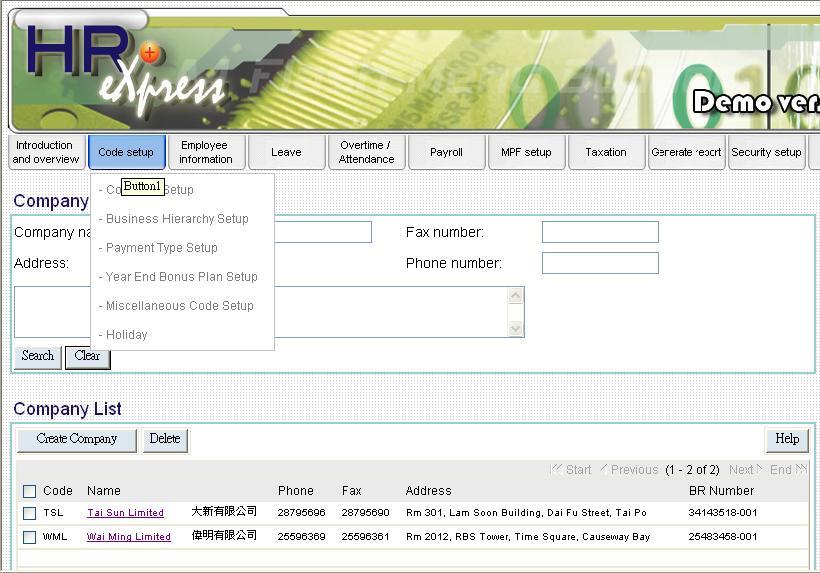 HR
eXpress
Demo ver
Introduction and overview
Code setup
Employee information
Leave
Overtime / Attendance
Payroll
MPF setup
Taxation
Generate report
Security setup
Company
- Co Setup
Button1
- Business Hierarchy Setup
- Payment Type Setup
- Year End Bonus Plan Setup
- Miscellaneous Code Setup
- Holiday
Company na
Fax number:
Address:
Phone number:
Search Clear
Company List
Create Company Delete Help
Start Previous (1 - 2 of 2) Next End
Code Name Phone Fax Address BR Number
TSL Tai Sun Limited 大新有限公司 28795696 28795690 Rm 301, Lam Soon Building, Dai Fu Street, Tai Po 34143518-001
WML Wai Ming Limited 偉明有限公司 25596369 25596361 Rm 2012, RBS Tower, Time Square, Causeway Bay 25483458-001